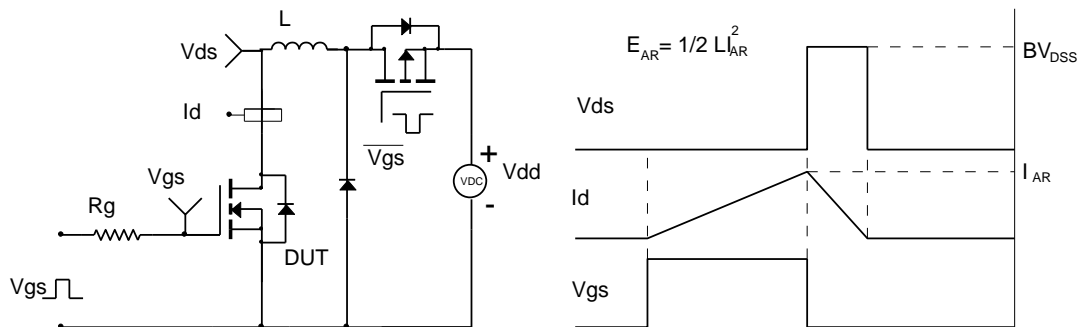 L
Vds
Id
Vgs
Vgs
Rg
DUT
Vgs
+
Vdd
VDC
-
E_AR = 1/2 LI_AR^2
BV_DSS
Vds
I_AR
Id
Vgs